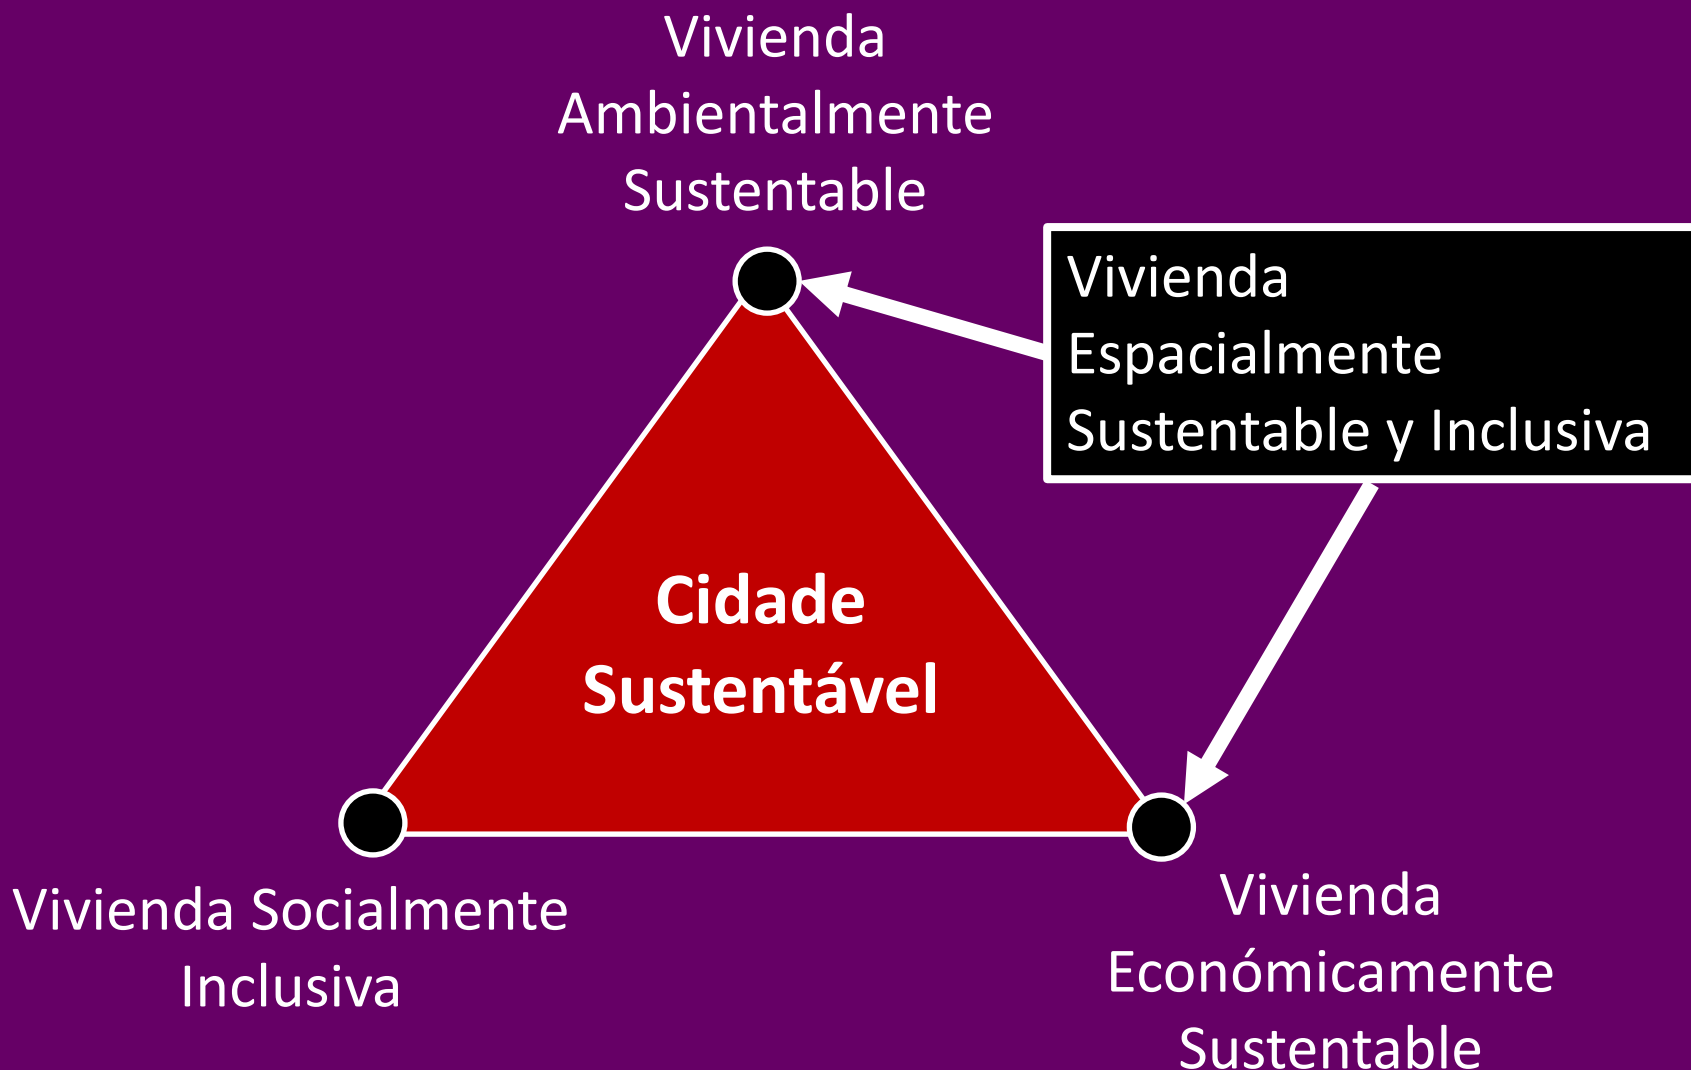 Vivienda
Ambientalmente
Sustentable
Vivienda
Espacialmente
Sustentable y Inclusiva
Cidade
Sustentável
Vivienda Socialmente
Inclusiva
Vivienda
Económicamente
Sustentable